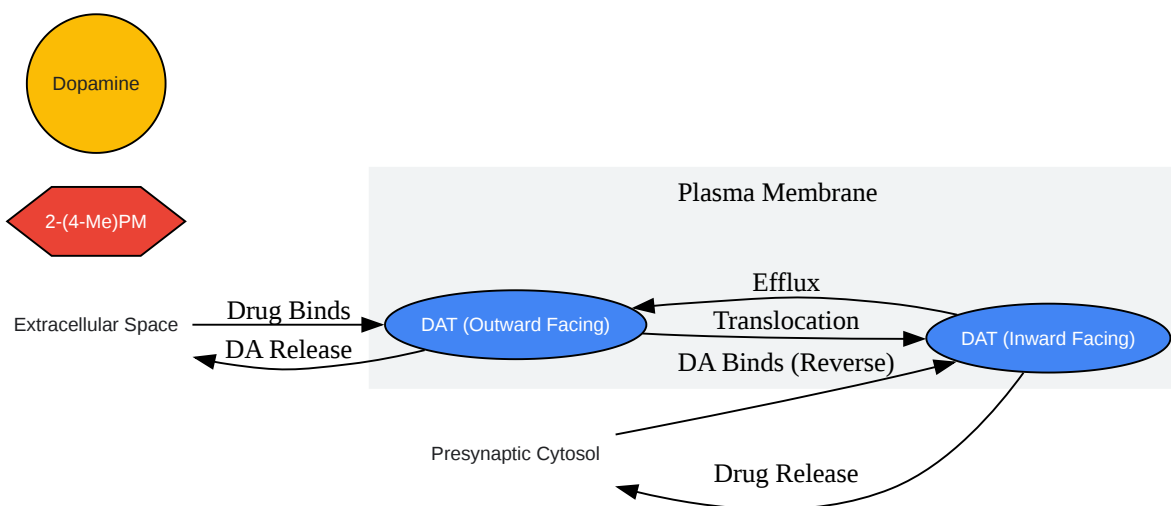 Dopamine
2-(4-Me)PM
Plasma Membrane
Efflux
Extracellular Space
Drug Binds
DAT (Outward Facing)
Translocation
DAT (Inward Facing)
DA Release
DA Binds (Reverse)
Presynaptic Cytosol
Drug Release